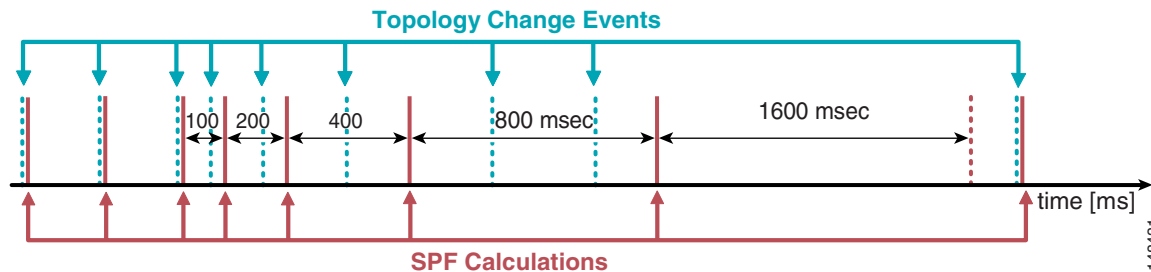 Topology Change Events
100
200
400
800 msec
1600 msec
time [ms]
SPF Calculations